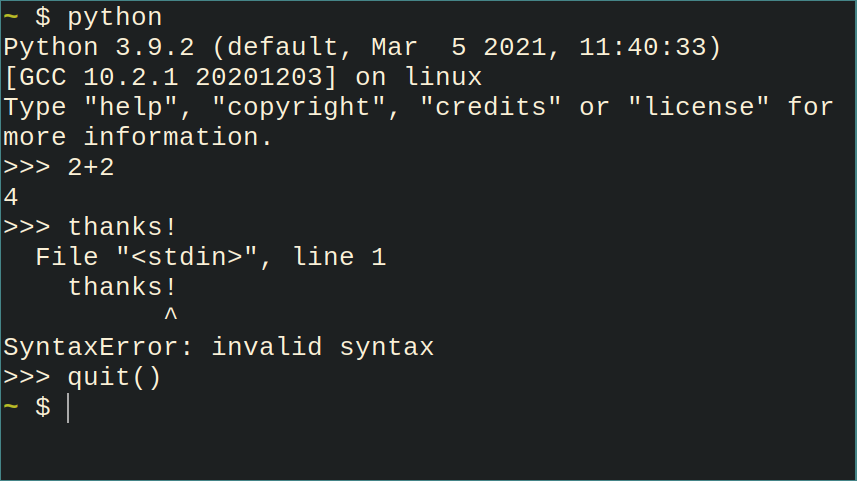 ~ $ python
Python 3.9.2 (default, Mar  5 2021, 11:40:33)
[GCC 10.2.1 20201203] on linux
Type "help", "copyright", "credits" or "license" for
more information.
>>> 2+2
4
>>> thanks!
  File "<stdin>", line 1
    thanks!
          ^
SyntaxError: invalid syntax
>>> quit()
~ $